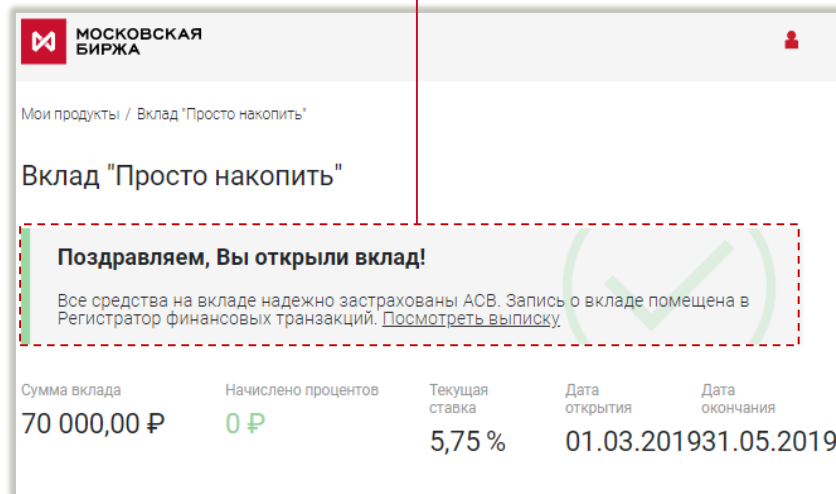 МОСКОВСКАЯ
БИРЖА
Мои продукты / Вклад "Просто накопить"
Вклад "Просто накопить"
Поздравляем, Вы открыли вклад!
Все средства на вкладе надежно застрахованы АСВ. Запись о вкладе помещена в
Регистратор финансовых транзакций. Посмотреть выписку
Сумма вклада
70 000,00 ₽
Начислено процентов
0 ₽
Текущая
ставка
5,75 %
Дата
открытия
01.03.2019
Дата
окончания
31.05.2019